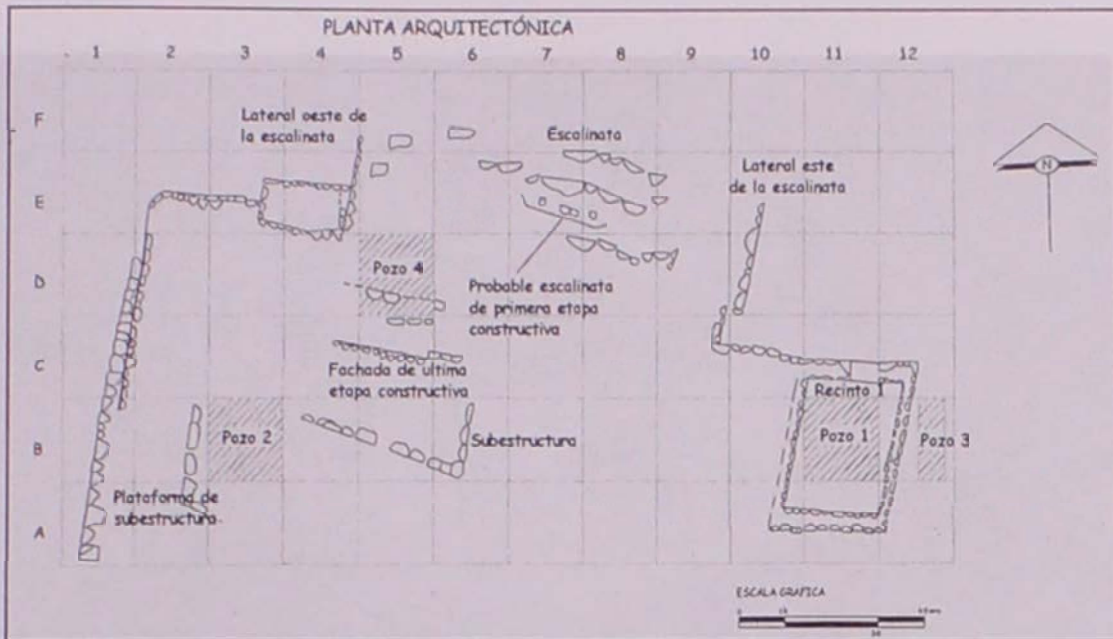 PLANTA ARQUITECTÓNICA
1 2 3 4 5 6 7 8 9 10 11 12
F
Lateral oeste de
la escalinata
Escalinata
Lateral este
de la escalinata
N
E
D
Pozo 4
Probable escalinata
de primera etapa
constructiva
C
Fachada de ultima
etapa constructiva
Recinto 1
B
Pozo 2
Subestructura
Pozo 1
Pozo 3
Plataforma de
subestructura.
A
ESCALA GRAFICA
0